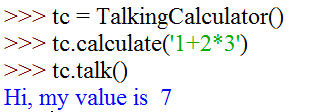 >>> tc = TalkingCalculator()
>>> tc.calculate('1+2*3')
>>> tc.talk()
Hi, my value is  7